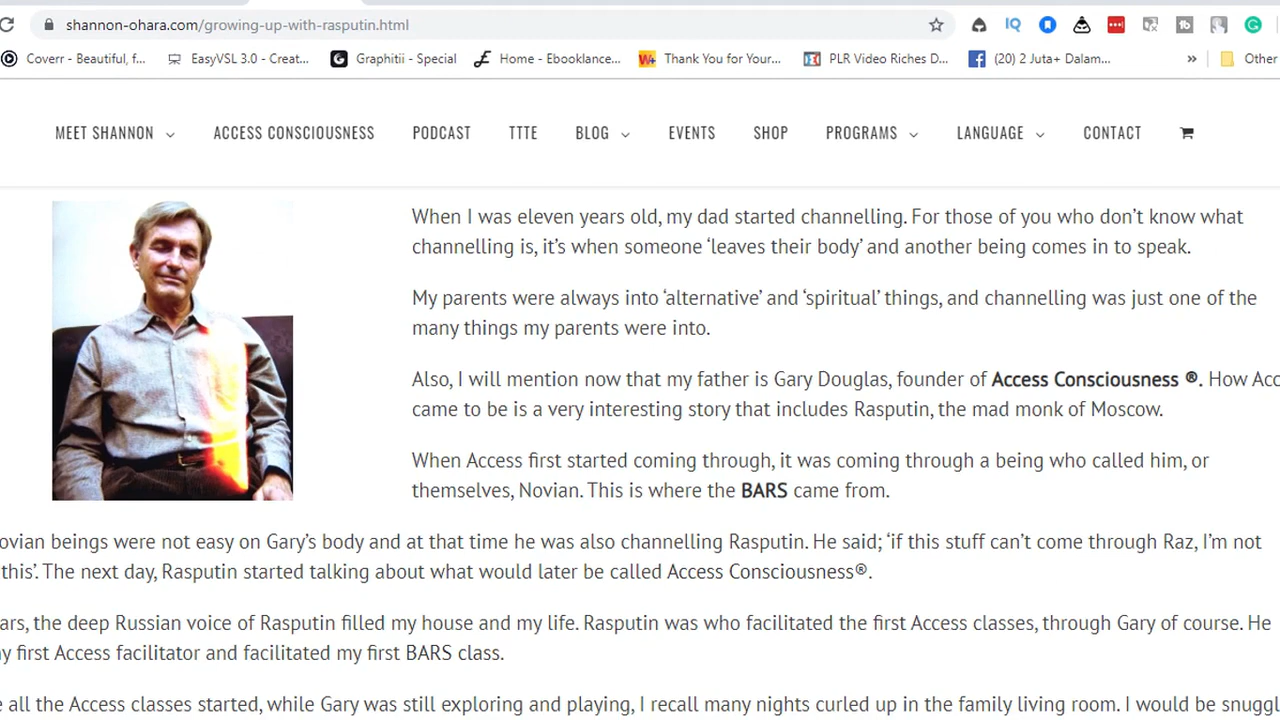 shannon-ohara.com/growing-up-with-rasputin.html
Coverr - Beautiful, f... EasyVSL 3.0 - Creat... Graphitii - Special Home - Ebooklance... Thank You for Your... PLR Video Riches D... (20) 2 Juta+ Dalam... » Other
MEET SHANNON ACCESS CONSCIOUSNESS PODCAST TTTE BLOG EVENTS SHOP PROGRAMS LANGUAGE CONTACT
When I was eleven years old, my dad started channelling. For those of you who don’t know what
channelling is, it’s when someone ‘leaves their body’ and another being comes in to speak.
My parents were always into ‘alternative’ and ‘spiritual’ things, and channelling was just one of the
many things my parents were into.
Also, I will mention now that my father is Gary Douglas, founder of Access Consciousness ®. How Acc
came to be is a very interesting story that includes Rasputin, the mad monk of Moscow.
When Access first started coming through, it was coming through a being who called him, or
themselves, Novian. This is where the BARS came from.
ovian beings were not easy on Gary’s body and at that time he was also channelling Rasputin. He said; ‘if this stuff can’t come through Raz, I’m not
this’. The next day, Rasputin started talking about what would later be called Access Consciousness®.
ars, the deep Russian voice of Rasputin filled my house and my life. Rasputin was who facilitated the first Access classes, through Gary of course. He
y first Access facilitator and facilitated my first BARS class.
e all the Access classes started, while Gary was still exploring and playing, I recall many nights curled up in the family living room. I would be snuggl